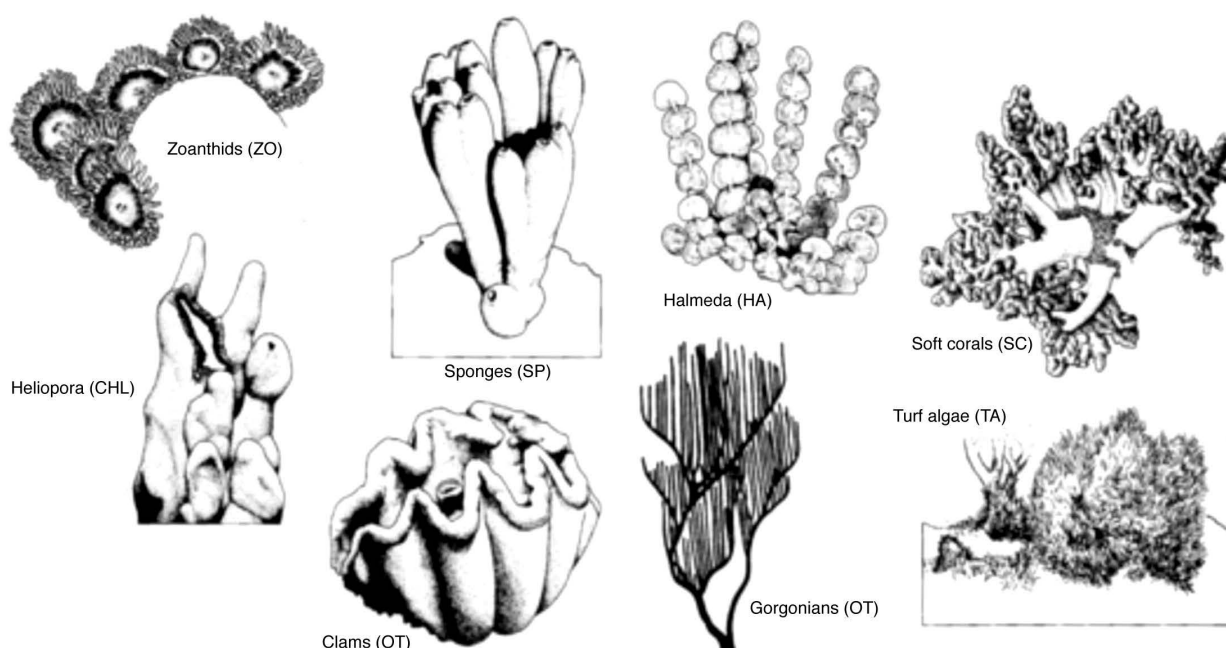 Zoanthids (ZO)
Halmeda (HA)
Soft corals (SC)
Sponges (SP)
Heliopora (CHL)
Turf algae (TA)
Gorgonians (OT)
Clams (OT)